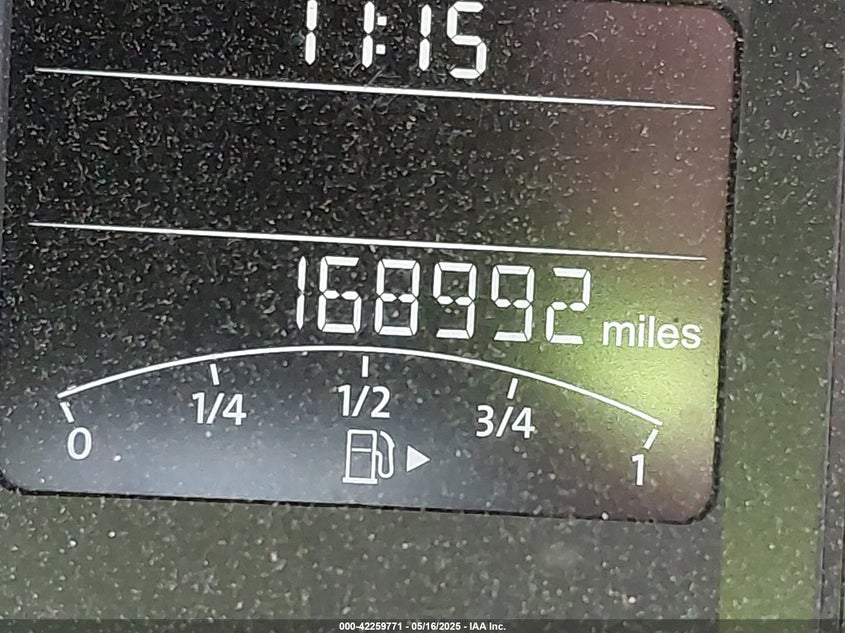 11:15
168992 miles
0 1/4 1/2 3/4 1
000-42259771 - 05/16/2025 - IAA Inc.